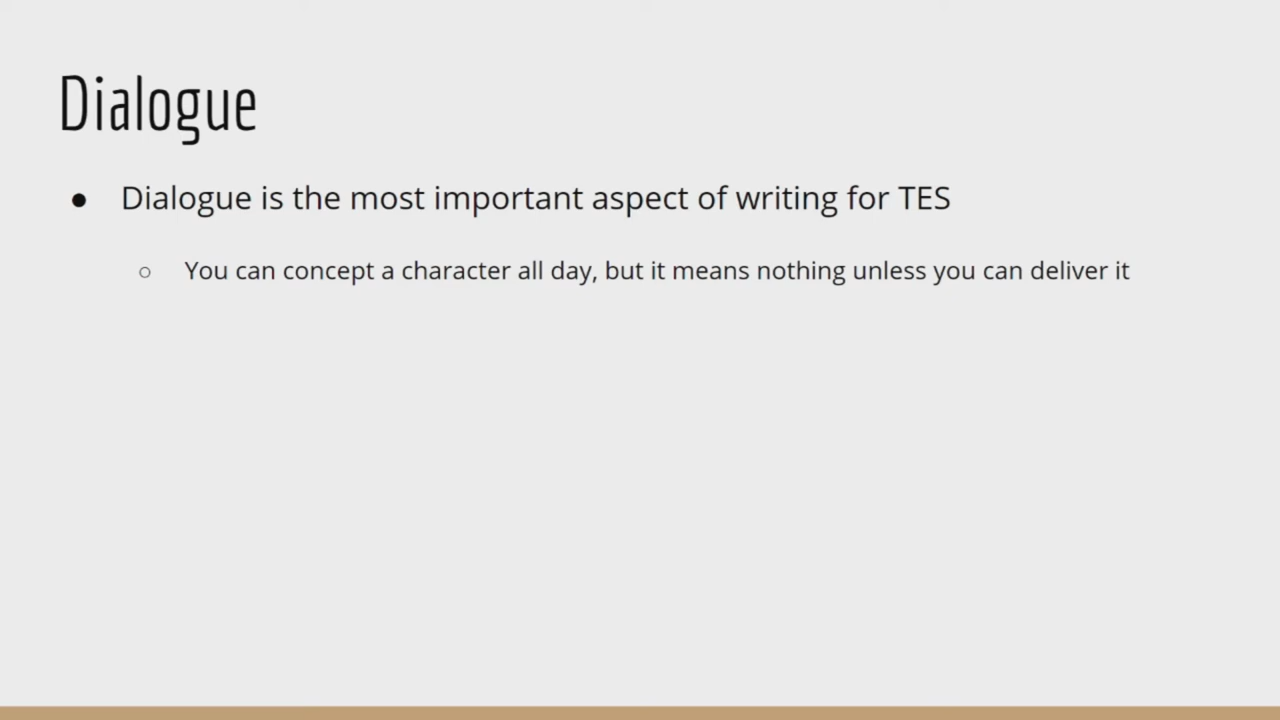 Dialogue
● Dialogue is the most important aspect of writing for TES
○ You can concept a character all day, but it means nothing unless you can deliver it